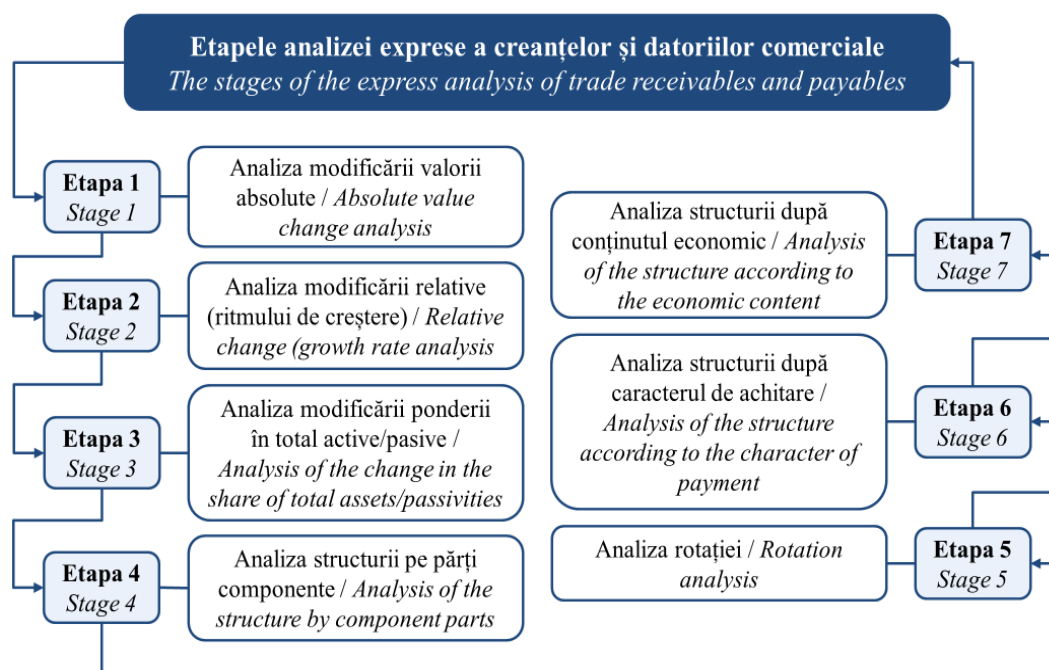 Etapele analizei exprese a creanțelor și datoriilor comerciale
The stages of the express analysis of trade receivables and payables
Etapa 1
Stage 1
Analiza modificării valorii
absolute / Absolute value
change analysis
Etapa 2
Stage 2
Analiza modificării relative
(ritmului de creștere) / Relative
change (growth rate analysis
Etapa 3
Stage 3
Analiza modificării ponderii
în total active/pasive /
Analysis of the change in the
share of total assets/passivities
Etapa 4
Stage 4
Analiza structurii pe părți
componente / Analysis of the
structure by component parts
Analiza rotației / Rotation
analysis
Etapa 5
Stage 5
Analiza structurii după
caracterul de achitare /
Analysis of the structure
according to the character of
payment
Etapa 6
Stage 6
Analiza structurii după
conținutul economic / Analysis
of the structure according to
the economic content
Etapa 7
Stage 7